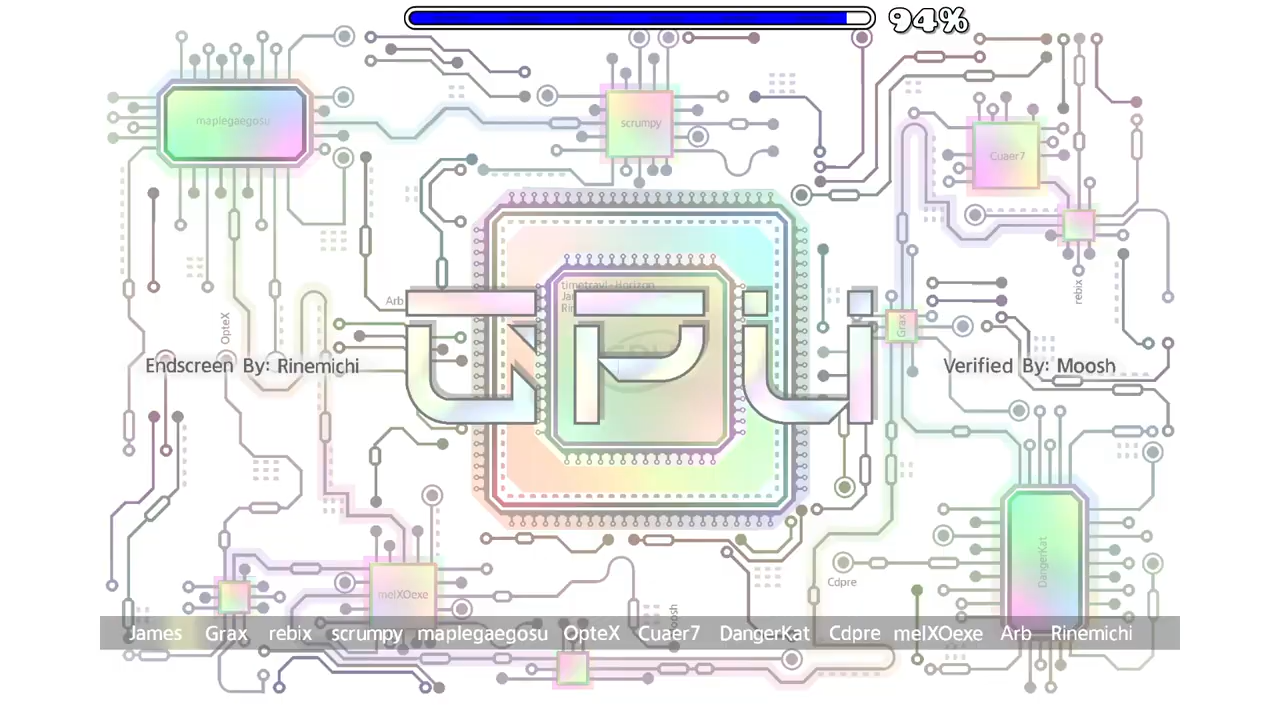 94%
maplegaegosu
scrumpy
Cuaer7
rebix
Arb
OpteX
Grax
Endscreen By: Rinemichi
Verified By: Moosh
DangerKat
melXOexe
Cdpre
James Grax rebix scrumpy maplegaegosu OpteX Cuaer7 DangerKat Cdpre melXOexe Arb Rinemichi